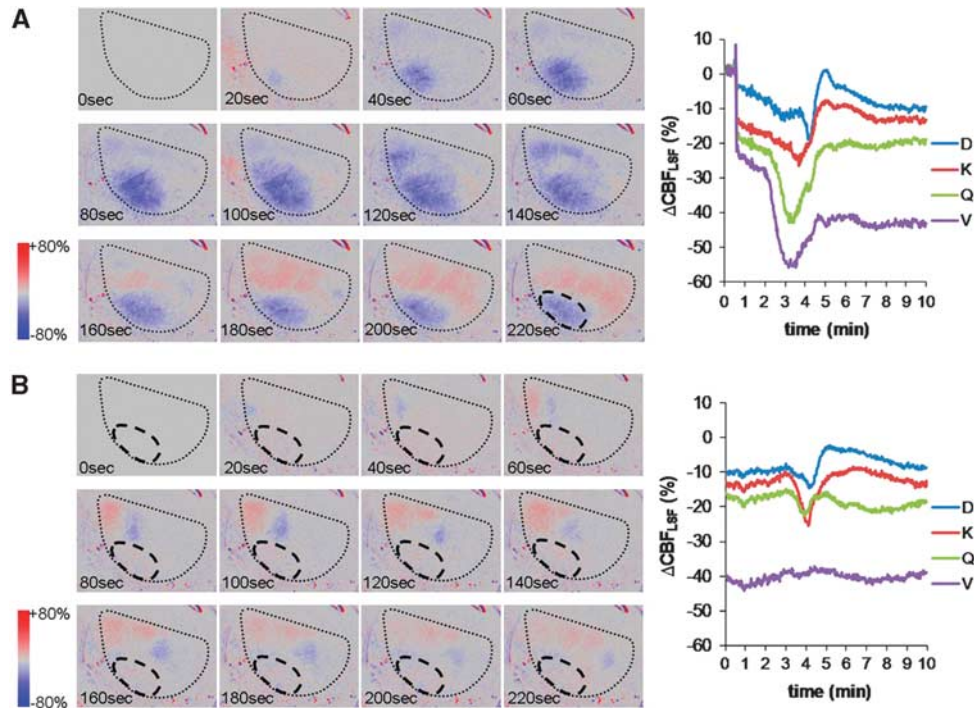 A
0sec 20sec 40sec 60sec
80sec 100sec 120sec 140sec
+80%
-80%
160sec 180sec 200sec 220sec
10
0
-10
-20
-30
-40
-50
-60
ΔCBF_LSF (%)
D
K
Q
V
0 1 2 3 4 5 6 7 8 9 10
time (min)
B
0sec 20sec 40sec 60sec
80sec 100sec 120sec 140sec
+80%
-80%
160sec 180sec 200sec 220sec
10
0
-10
-20
-30
-40
-50
-60
ΔCBF_LSF (%)
D
K
Q
V
0 1 2 3 4 5 6 7 8 9 10
time (min)